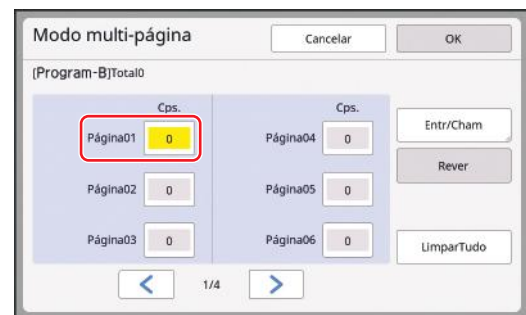 Modo multi-página
Cancelar
OK
[Program-B]Total0
Cps.
Cps.
Página01 0
Página04 0
Entr/Cham
Rever
Página02 0
Página05 0
Página03 0
Página06 0
LimparTudo
< 1/4 >